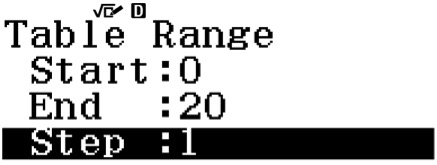 √▱ D
Table Range
Start:0
End :20
Step :1